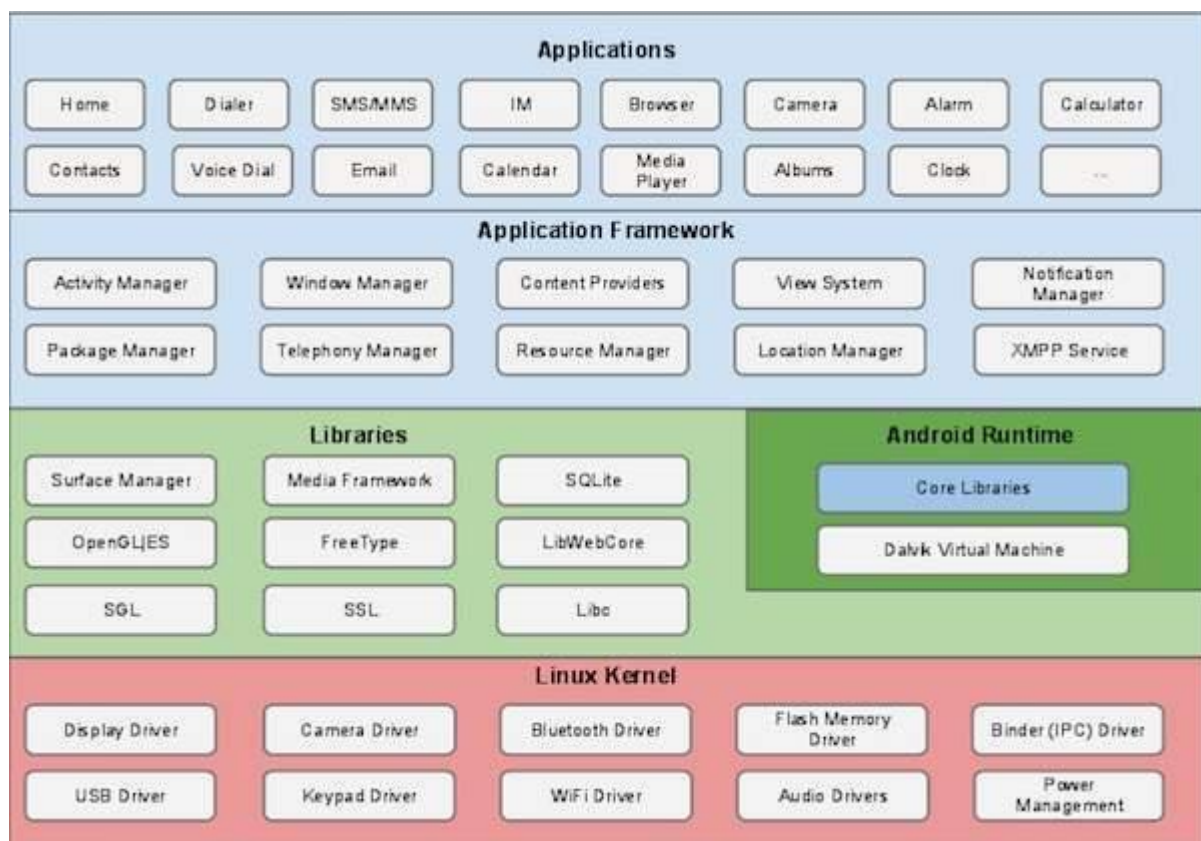 Applications
Home
Dialer
SMS/MMS
IM
Browser
Camera
Alarm
Calculator
Contacts
Voice Dial
Email
Calendar
Media
Player
Albums
Clock
...
Application Framework
Activity Manager
Window Manager
Content Providers
View System
Notification
Manager
Package Manager
Telephony Manager
Resource Manager
Location Manager
XMPP Service
Libraries
Surface Manager
Media Framework
SQLite
OpenGL|ES
FreeType
LibWebCore
SGL
SSL
Libc
Android Runtime
Core Libraries
Dalvik Virtual Machine
Linux Kernel
Display Driver
Camera Driver
Bluetooth Driver
Flash Memory
Driver
Binder (IPC) Driver
USB Driver
Keypad Driver
WiFi Driver
Audio Drivers
Power
Management